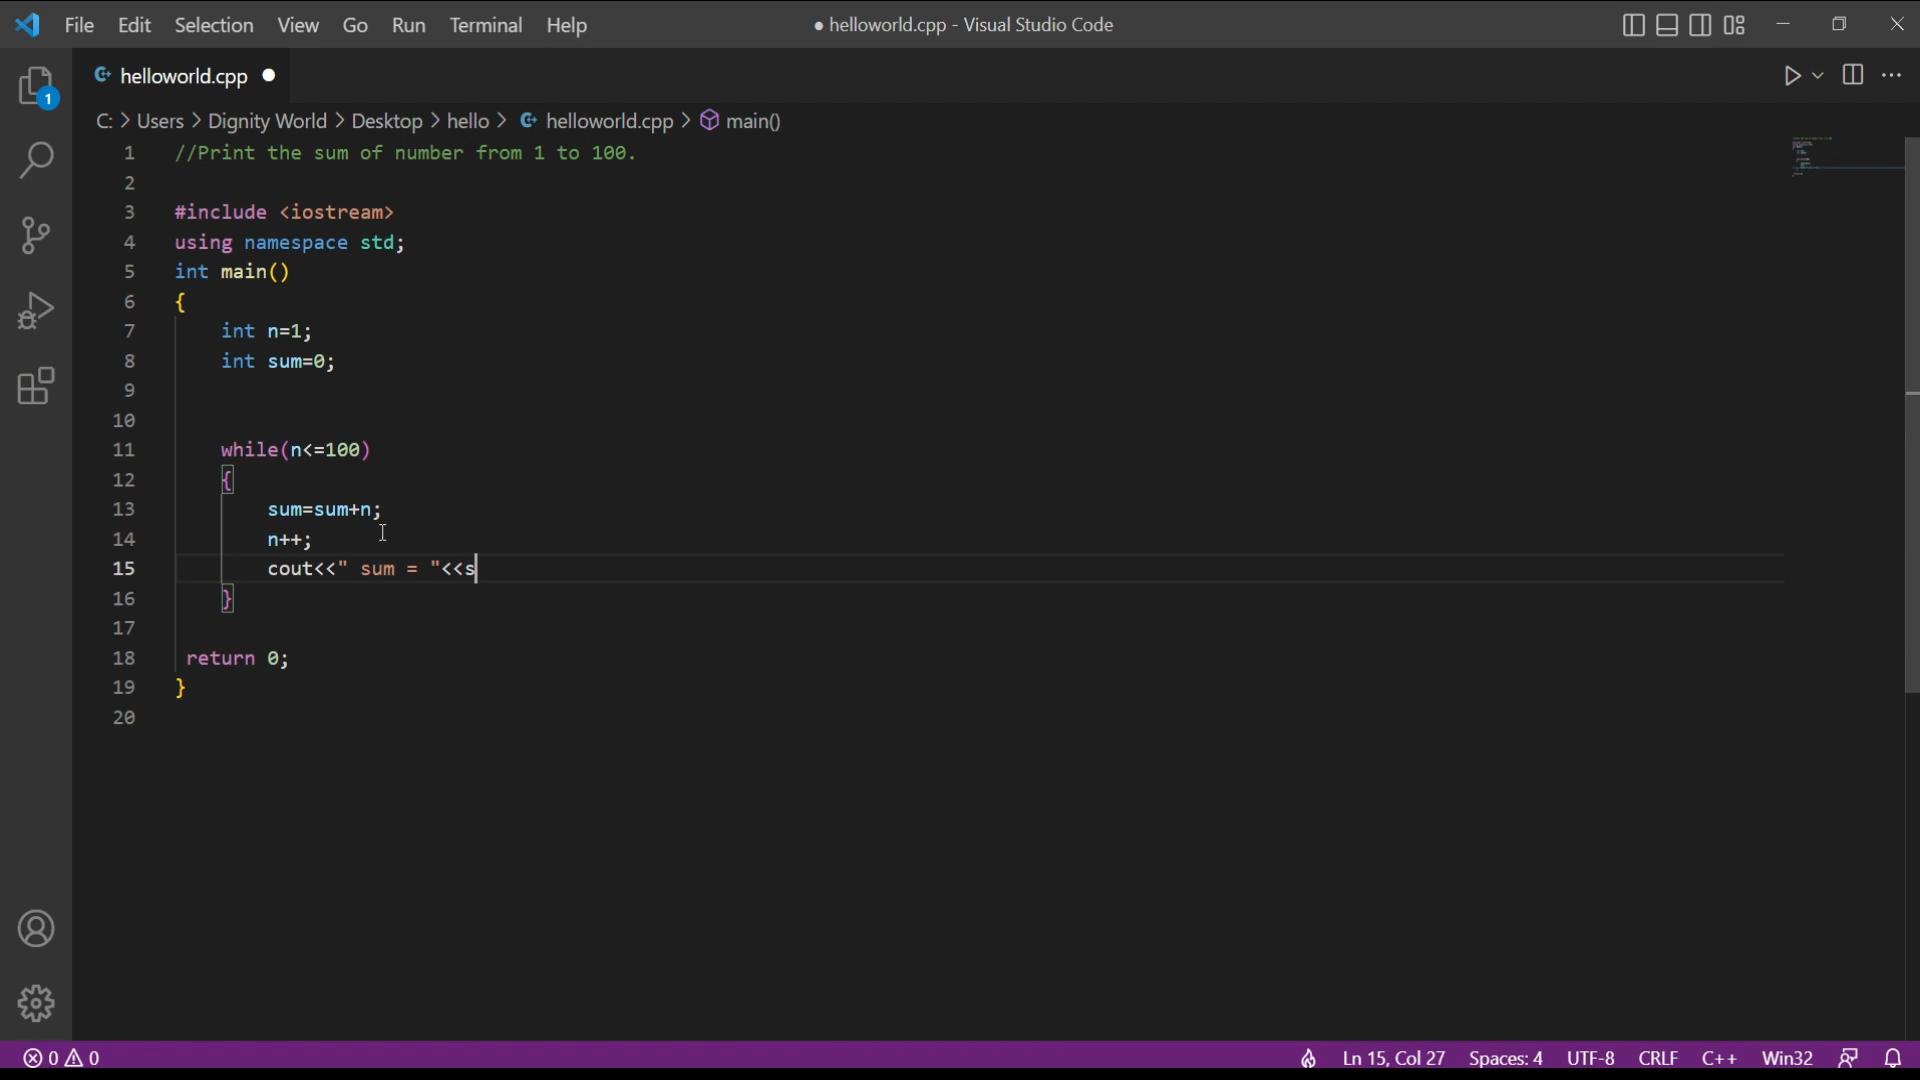 File Edit Selection View Go Run Terminal Help ● helloworld.cpp - Visual Studio Code
helloworld.cpp ●
1
C: > Users > Dignity World > Desktop > hello > helloworld.cpp > main()
1 //Print the sum of number from 1 to 100.
2
3 #include <iostream>
4 using namespace std;
5 int main()
6 {
7 int n=1;
8 int sum=0;
9
10
11 while(n<=100)
12 {
13 sum=sum+n;
14 n++;
15 cout<<" sum = "<<s
16 }
17
18 return 0;
19 }
20
0 0 Ln 15, Col 27 Spaces: 4 UTF-8 CRLF C++ Win32